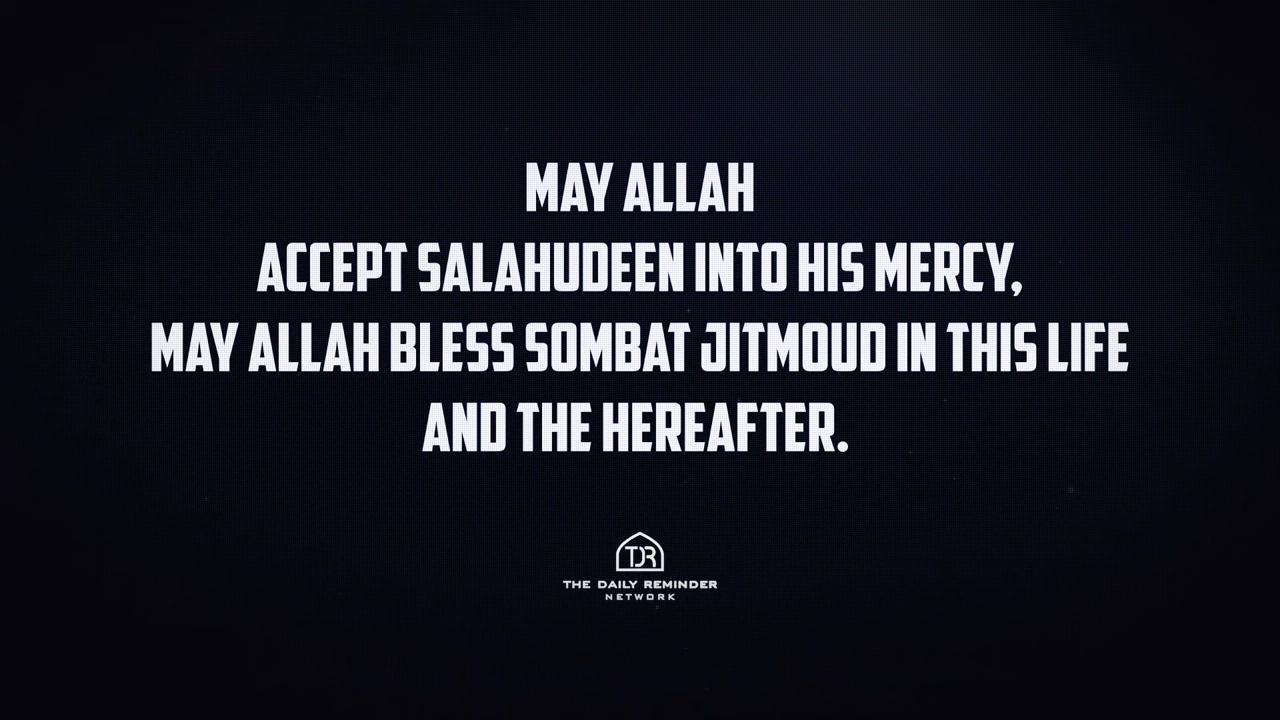 MAY ALLAH
ACCEPT SALAHUDEEN INTO HIS MERCY,
MAY ALLAH BLESS SOMBAT JITMOUD IN THIS LIFE
AND THE HEREAFTER.
TDR
THE DAILY REMINDER
NETWORK